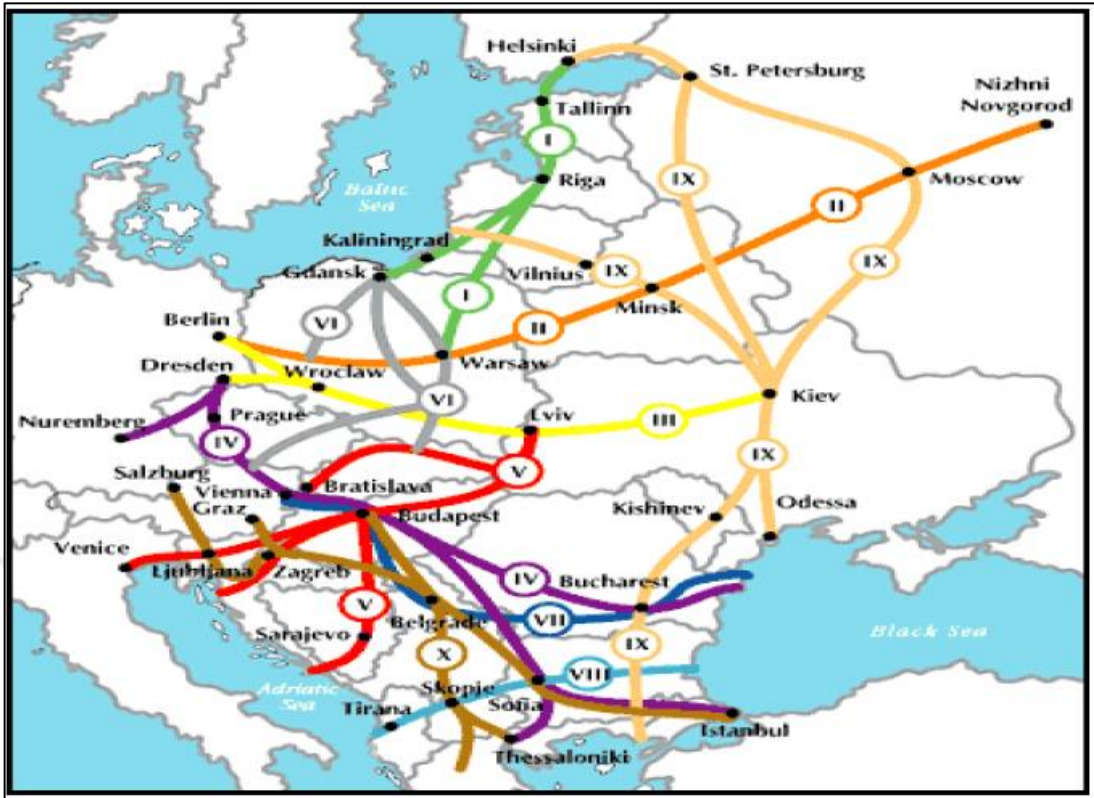 Helsinki
St. Petersburg
Nizhni
Novgorod
Tallinn
I
Riga
IX
Moscow
II
Baltic
Sea
Kaliningrad
Gdansk
Vilnius
IX
IX
Minsk
I
VI
II
Berlin
Warsaw
Dresden
Wroclaw
VI
Kiev
Nuremberg
Prague
Lviv
III
IV
IX
Salzburg
V
Vienna
Bratislava
Graz
Budapest
Kishinev
Odessa
Venice
Ljubljana
Zagreb
IV
Bucharest
V
Belgrade
VII
Sarajevo
Black Sea
IX
X
Adriatic
Sea
Skopje
VIII
Tirana
Sofia
Istanbul
Thessaloniki